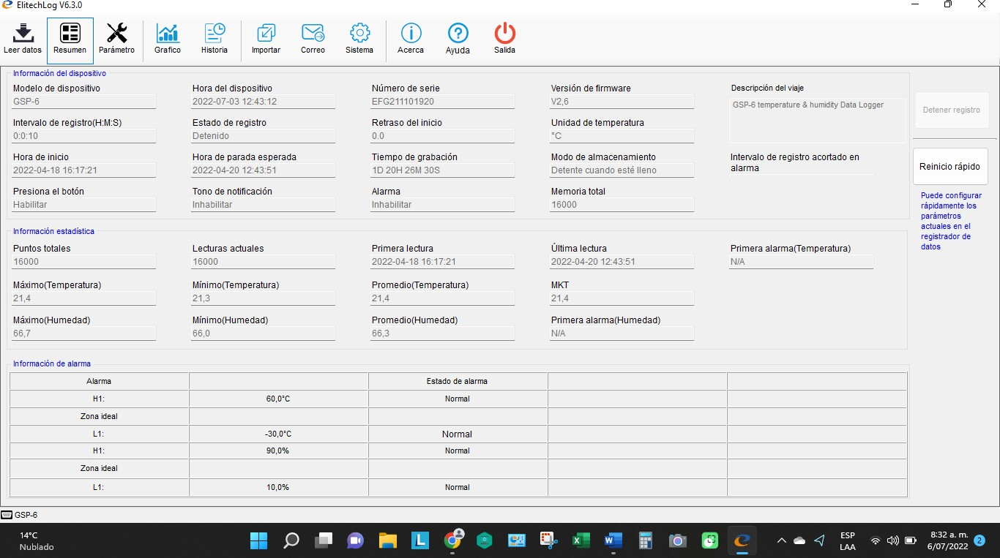 ElitechLog V6.3.0
Leer datos
Resumen
Parámetro
Grafico
Historia
Importar
Correo
Sistema
Acerca
Ayuda
Salida
Información del dispositivo
Modelo de dispositivo
GSP-6
Hora del dispositivo
2022-07-03 12:43:12
Número de serie
EFG211101920
Versión de firmware
V2,6
Descripción del viaje
GSP-6 temperature & humidity Data Logger
Detener registro
Intervalo de registro(H:M:S)
0:0:10
Estado de registro
Detenido
Retraso del inicio
0.0
Unidad de temperatura
°C
Hora de inicio
2022-04-18 16:17:21
Hora de parada esperada
2022-04-20 12:43:51
Tiempo de grabación
1D 20H 26M 30S
Modo de almacenamiento
Detente cuando esté lleno
Intervalo de registro acortado en
alarma
Reinicio rápido
Presiona el botón
Habilitar
Tono de notificación
Inhabilitar
Alarma
Inhabilitar
Memoria total
16000
Puede configurar
rápidamente los
parámetros
actuales en el
registrador de
datos
Información estadística
Puntos totales
16000
Lecturas actuales
16000
Primera lectura
2022-04-18 16:17:21
Última lectura
2022-04-20 12:43:51
Primera alarma(Temperatura)
N/A
Máximo(Temperatura)
21,4
Mínimo(Temperatura)
21,3
Promedio(Temperatura)
21,4
MKT
21,4
Máximo(Humedad)
66,7
Mínimo(Humedad)
66,0
Promedio(Humedad)
66,3
Primera alarma(Humedad)
N/A
Información de alarma
Alarma Estado de alarma
H1: 60,0°C Normal
Zona ideal
L1: -30,0°C Normal
H1: 90,0% Normal
Zona ideal
L1: 10,0% Normal
GSP-6
14°C
Nublado
ESP
LAA
8:32 a. m.
6/07/2022
2